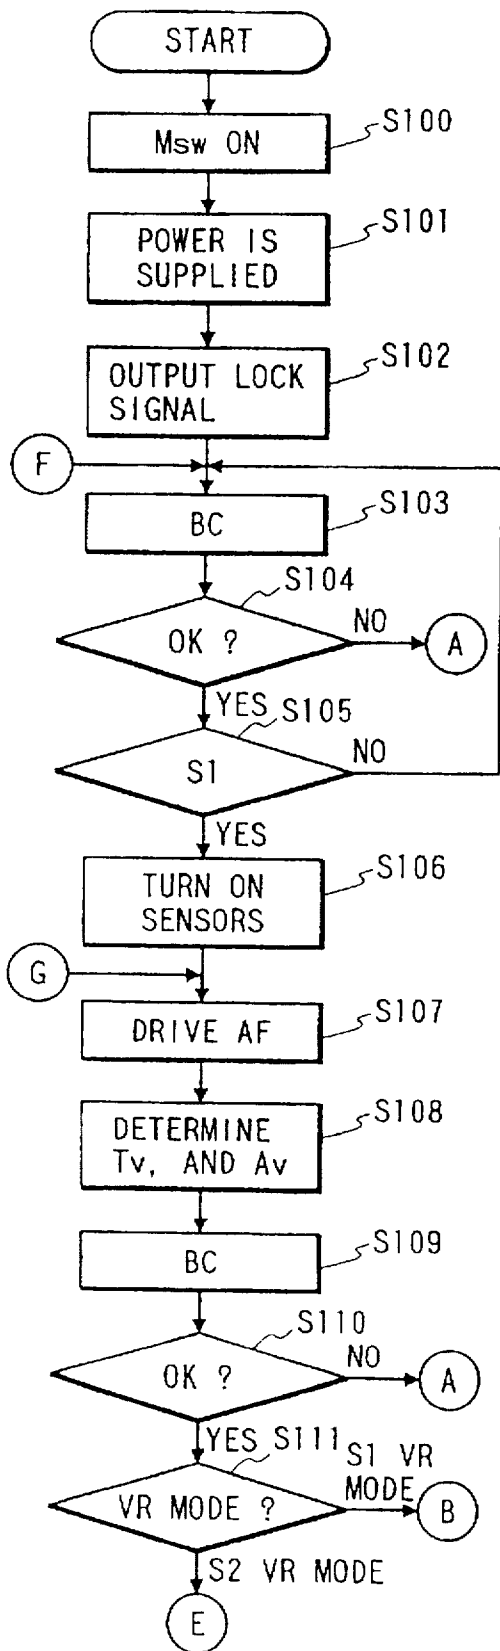 START
Msw ON
S100
POWER IS
SUPPLIED
S101
OUTPUT LOCK
SIGNAL
S102
F
BC
S103
S104
OK ?
NO
A
YES
S105
S1
NO
YES
TURN ON
SENSORS
S106
G
DRIVE AF
S107
DETERMINE
Tv, AND Av
S108
BC
S109
S110
OK ?
NO
A
YES
S111
VR MODE ?
S1 VR
MODE
B
S2 VR MODE
E